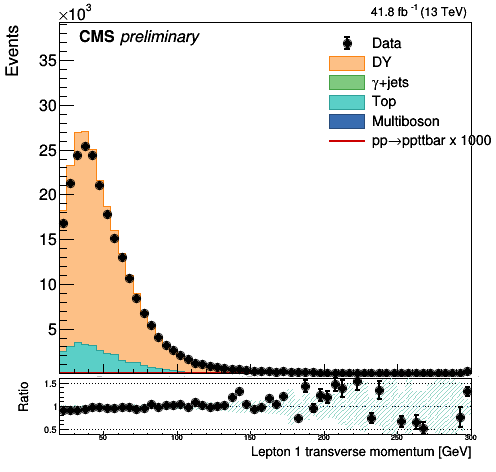 ×10³
41.8 fb⁻¹ (13 TeV)
CMS preliminary
Events
35
30
25
20
15
10
5
Data
DY
γ+jets
Top
Multiboson
pp→ppttbar x 1000
Ratio
1.5
1
0.5
50 100 150 200 250 300
Lepton 1 transverse momentum [GeV]